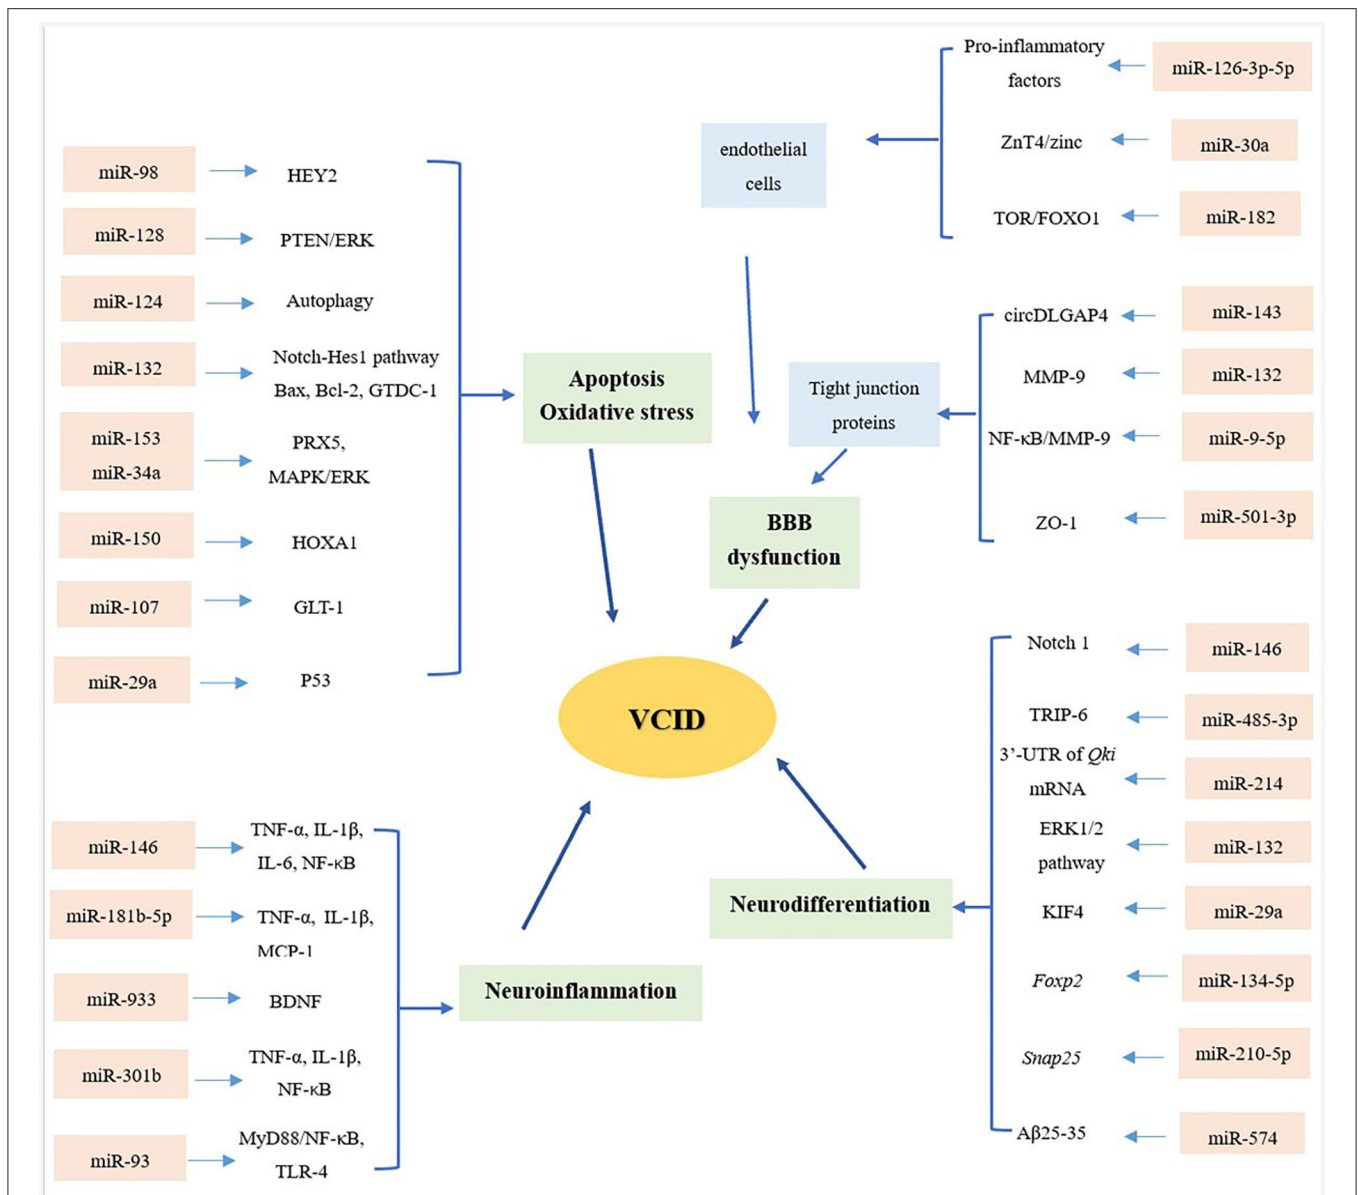 miR-98
HEY2
miR-128
PTEN/ERK
miR-124
Autophagy
miR-132
Notch-Hes1 pathway
Bax, Bcl-2, GTDC-1
miR-153
miR-34a
PRX5,
MAPK/ERK
miR-150
HOXA1
miR-107
GLT-1
miR-29a
P53
Apoptosis
Oxidative stress
Pro-inflammatory
factors
miR-126-3p-5p
ZnT4/zinc
miR-30a
TOR/FOXO1
miR-182
endothelial
cells
circDLGAP4
miR-143
MMP-9
miR-132
NF-κB/MMP-9
miR-9-5p
ZO-1
miR-501-3p
Tight junction
proteins
BBB
dysfunction
VCID
miR-146
TNF-α, IL-1β,
IL-6, NF-κB
miR-181b-5p
TNF-α, IL-1β,
MCP-1
miR-933
BDNF
miR-301b
TNF-α, IL-1β,
NF-κB
miR-93
MyD88/NF-κB,
TLR-4
Neuroinflammation
Neurodifferentiation
Notch 1
miR-146
TRIP-6
miR-485-3p
3’-UTR of Qki
mRNA
miR-214
ERK1/2
pathway
miR-132
KIF4
miR-29a
Foxp2
miR-134-5p
Snap25
miR-210-5p
Aβ25-35
miR-574